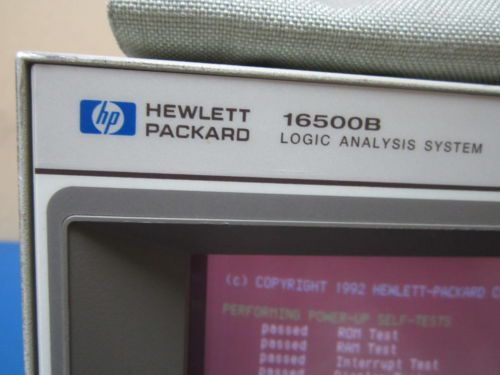 hp HEWLETT PACKARD 16500B
LOGIC ANALYSIS SYSTEM
(c) COPYRIGHT 1992 HEWLETT-PACKARD C
PERFORMING POWER-UP SELF-TESTS
passed ROM Test
passed RAM Test
passed Interrupt Test
passed